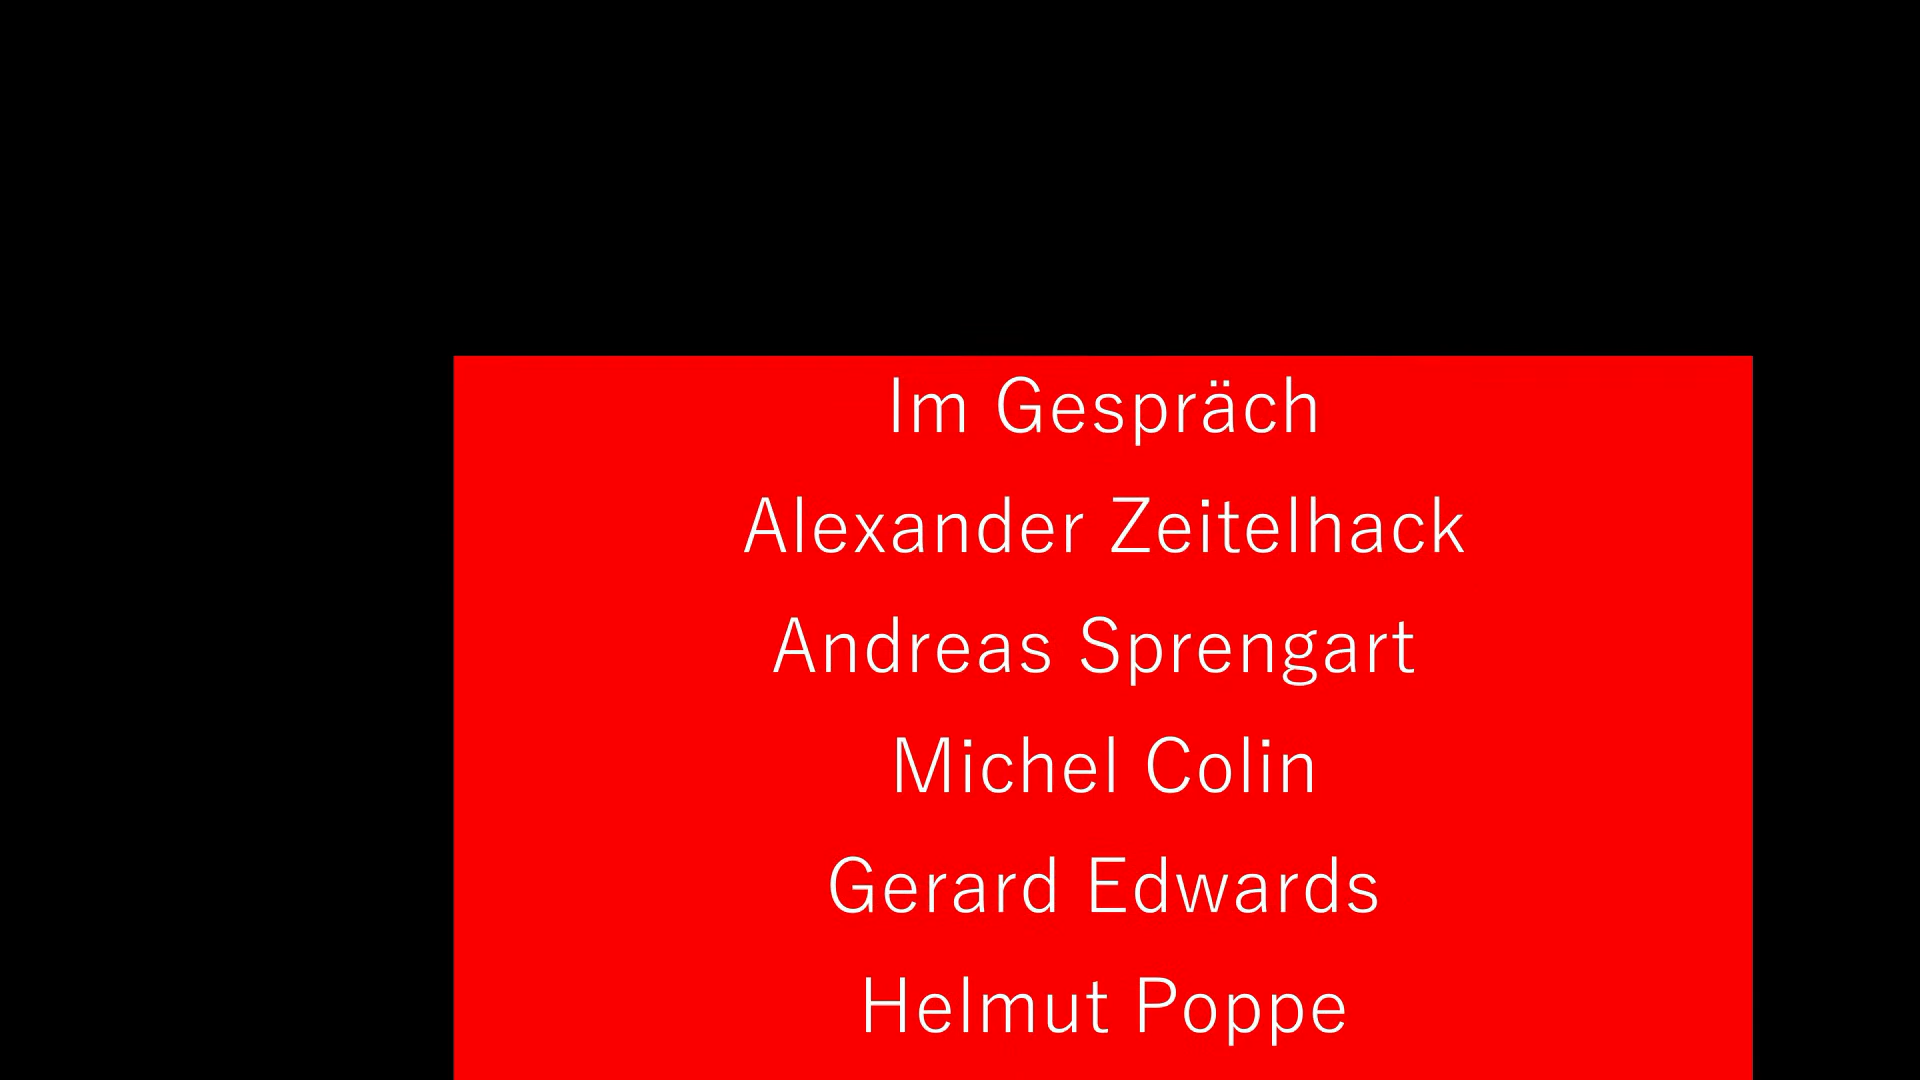 Im Gespräch
Alexander Zeitelhack
Andreas Sprengart
Michel Colin
Gerard Edwards
Helmut Poppe